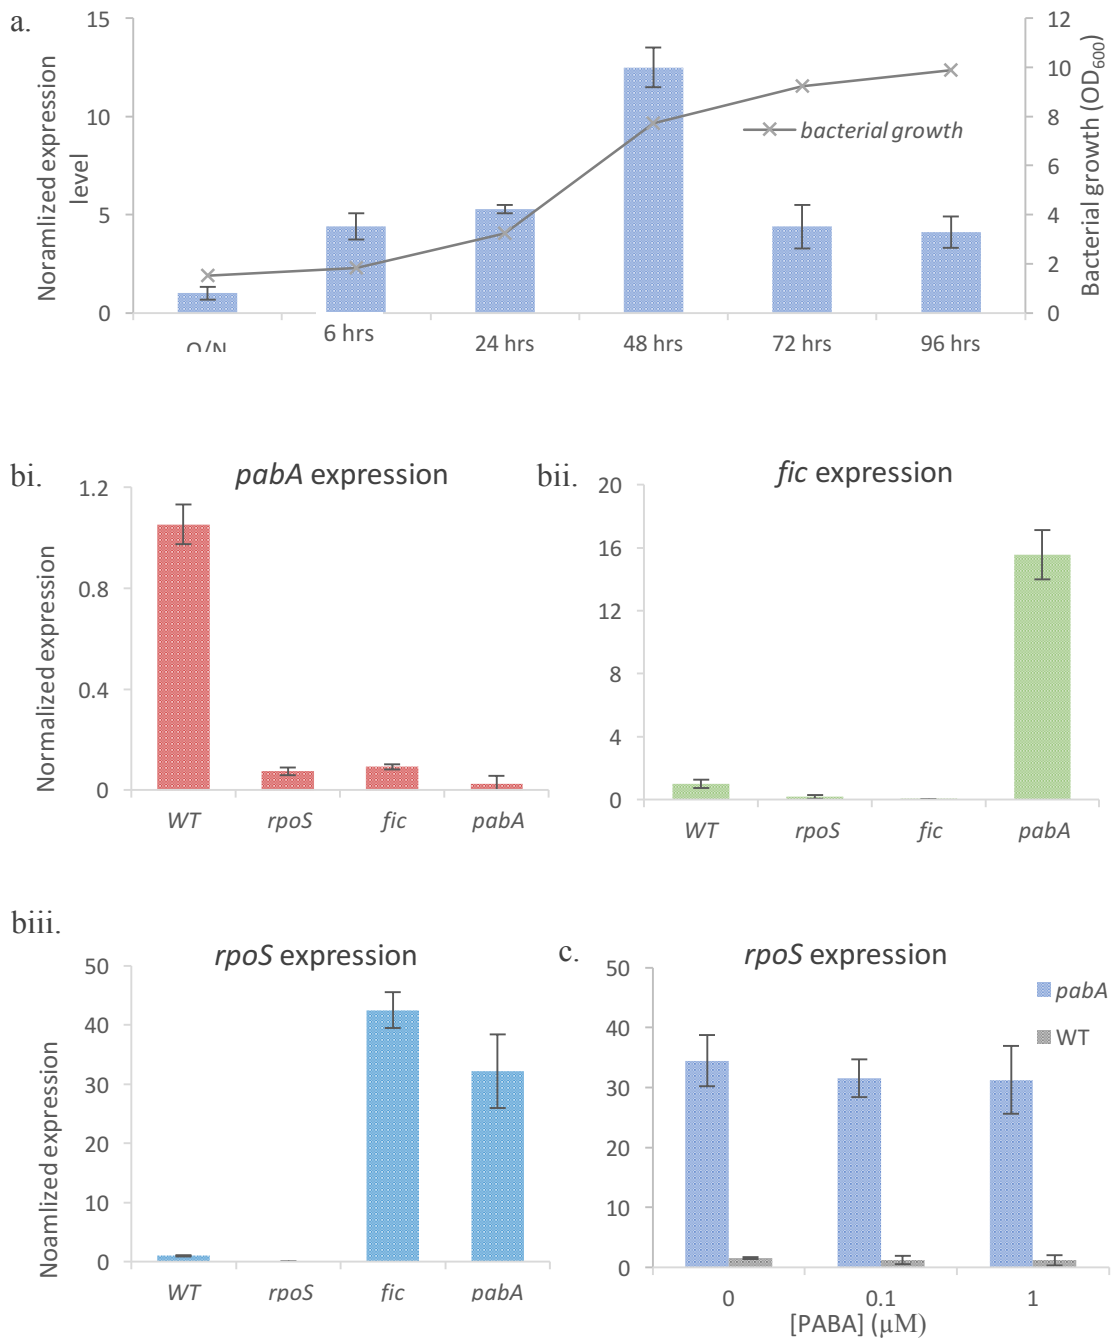 a.
15
10
5
0
Noramlized expression
level
12
10
8
6
4
2
0
Bacterial growth (OD600)
bacterial growth
O/N
6 hrs
24 hrs
48 hrs
72 hrs
96 hrs
bi.
pabA expression
1.2
0.8
0.4
0
Normalized expression
WT
rpoS
fic
pabA
bii.
fic expression
20
16
12
8
4
0
WT
rpoS
fic
pabA
biii.
rpoS expression
50
40
30
20
10
0
Noamlized expression
WT
rpoS
fic
pabA
c.
rpoS expression
50
40
30
20
10
0
pabA
WT
0
0.1
1
[PABA] (µM)